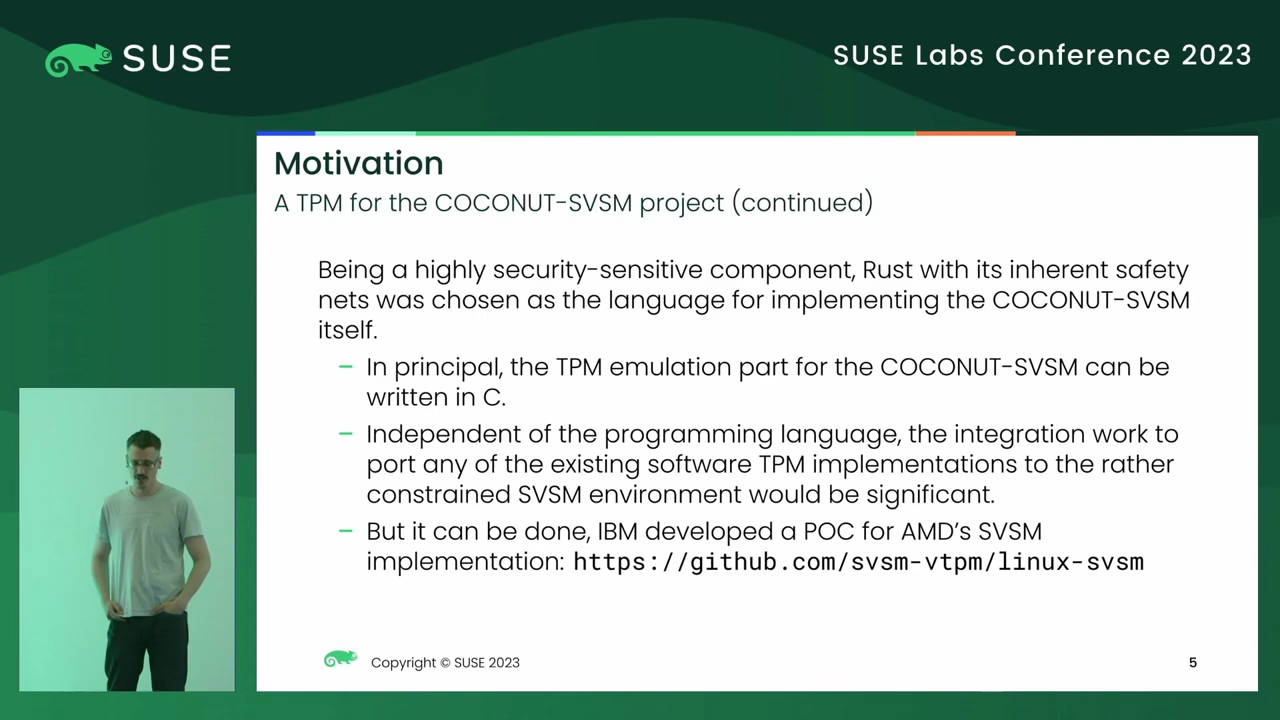 SUSE
SUSE Labs Conference 2023
Motivation
A TPM for the COCONUT-SVSM project (continued)
Being a highly security-sensitive component, Rust with its inherent safety
nets was chosen as the language for implementing the COCONUT-SVSM
itself.
– In principal, the TPM emulation part for the COCONUT-SVSM can be
written in C.
– Independent of the programming language, the integration work to
port any of the existing software TPM implementations to the rather
constrained SVSM environment would be significant.
– But it can be done, IBM developed a POC for AMD's SVSM
implementation: https://github.com/svsm-vtpm/linux-svsm
Copyright © SUSE 2023
5